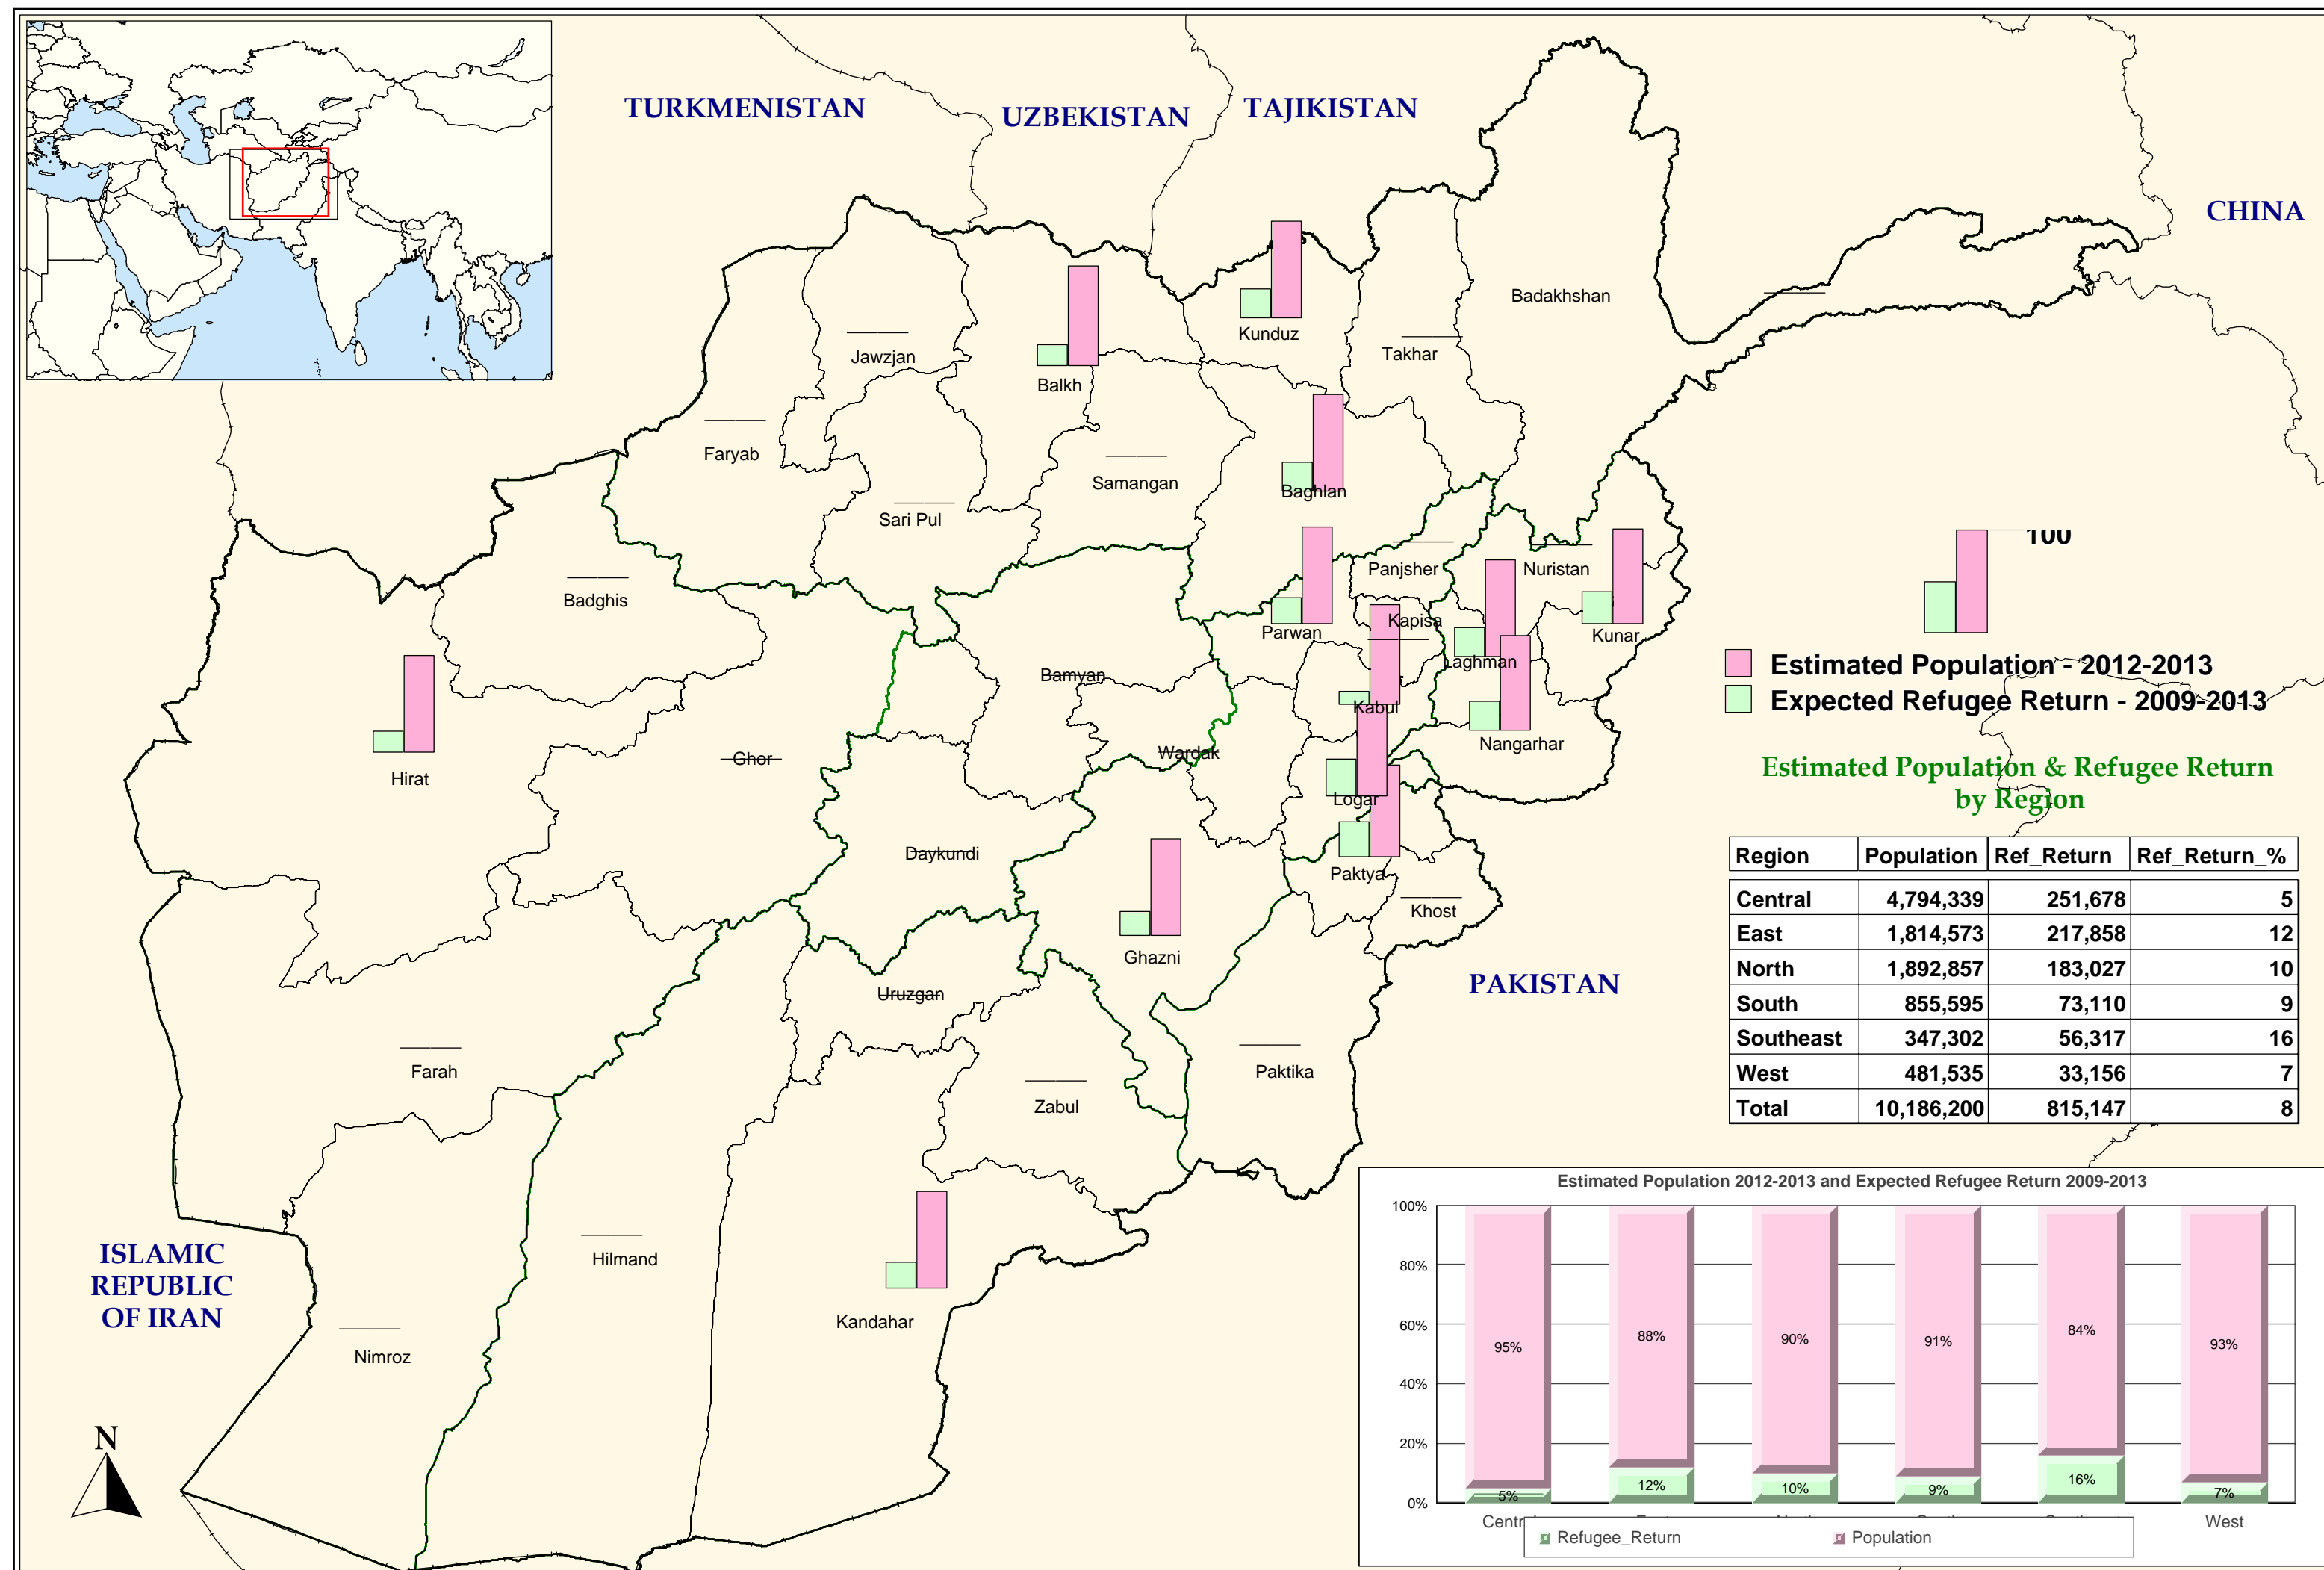 TURKMENISTAN
UZBEKISTAN
TAJIKISTAN
CHINA
Badakhshan
Kunduz
Takhar
Jawzjan
Balkh
Faryab
Samangan
Baghlan
Sari Pul
100
Panjsher
Nuristan
Badghis
Kapisa
Parwan
Kunar
Laghman
Bamyan
Kabul
Nangarhar
Wardak
Ghor
Hirat
Logar
Daykundi
Paktya
Khost
Ghazni
Uruzgan
PAKISTAN
Farah
Paktika
Zabul
Hilmand
Kandahar
Nimroz
ISLAMIC
REPUBLIC
OF IRAN
N
Estimated Population - 2012-2013
Expected Refugee Return - 2009-2013
Estimated Population & Refugee Return
by Region
Region Population Ref_Return Ref_Return_%
Central 4,794,339 251,678 5
East 1,814,573 217,858 12
North 1,892,857 183,027 10
South 855,595 73,110 9
Southeast 347,302 56,317 16
West 481,535 33,156 7
Total 10,186,200 815,147 8
Estimated Population 2012-2013 and Expected Refugee Return 2009-2013
100%
80%
60%
40%
20%
0%
95% 88% 90% 91% 84% 93%
5% 12% 10% 9% 16% 7%
West
Refugee_Return Population